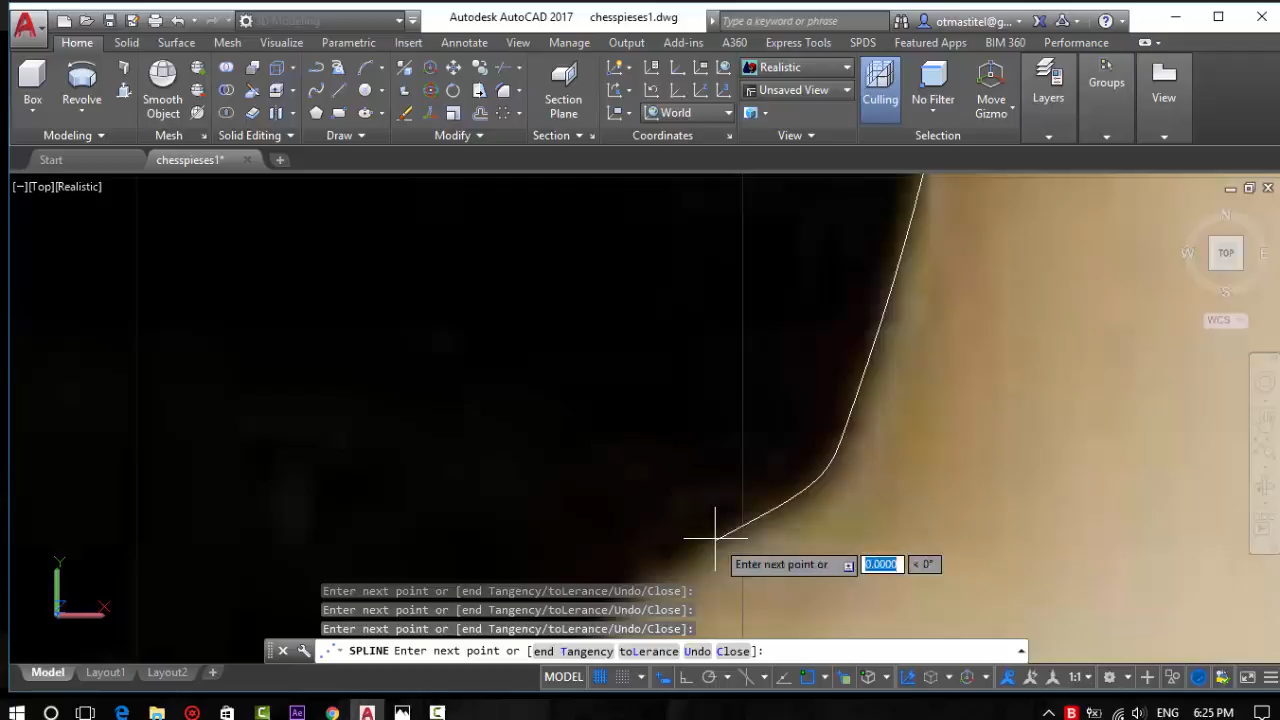 Autodesk AutoCAD 2017 chesspieses1.dwg
3D Modeling
Type a keyword or phrase
otmastitel@g...
Home Solid Surface Mesh Visualize Parametric Insert Annotate View Manage Output Add-ins A360 Express Tools SPDS Featured Apps BIM 360 Performance
Box
Revolve
Smooth
Object
Section
Plane
Realistic
Unsaved View
World
Culling
No Filter
Move
Gizmo
Layers
Groups
View
Modeling
Mesh
Solid Editing
Draw
Modify
Section
Coordinates
View
Selection
Start
chesspieses1*
[−][Top][Realistic]
N
W TOP E
S
WCS
Enter next point or 0.0000 < 0°
Y
X
Z
Enter next point or [end Tangency/toLerance/Undo/Close]:
Enter next point or [end Tangency/toLerance/Undo/Close]:
Enter next point or [end Tangency/toLerance/Undo/Close]:
SPLINE Enter next point or [end Tangency toLerance Undo Close]:
Model Layout1 Layout2
MODEL
1:1
ENG 6:25 PM